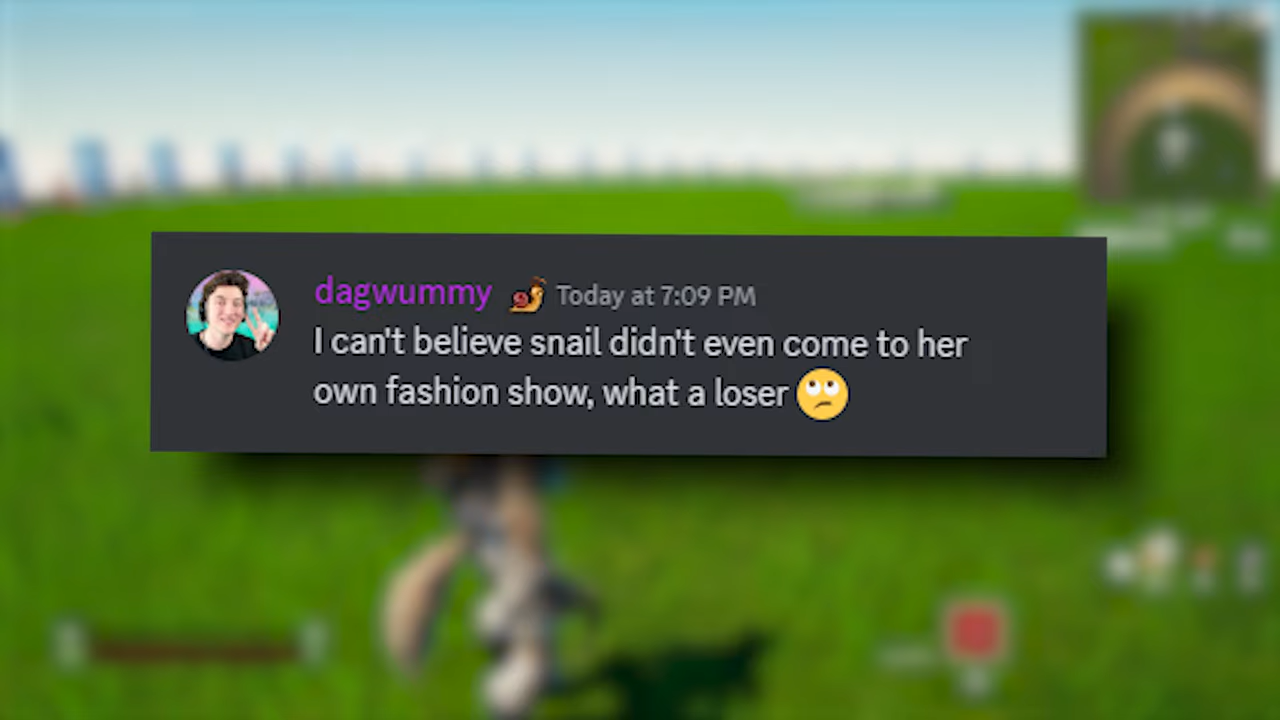 dagwummy 🐌 Today at 7:09 PM
I can't believe snail didn't even come to her
own fashion show, what a loser 🙄